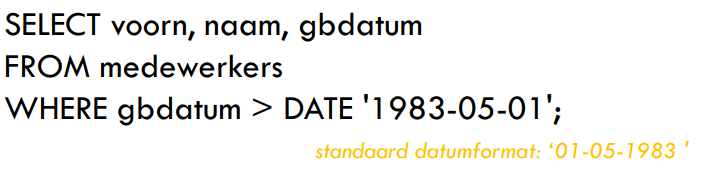 SELECT voorn, naam, gbdatum
FROM medewerkers
WHERE gbdatum > DATE '1983-05-01';
standaard datumformat: ‘01-05-1983 '